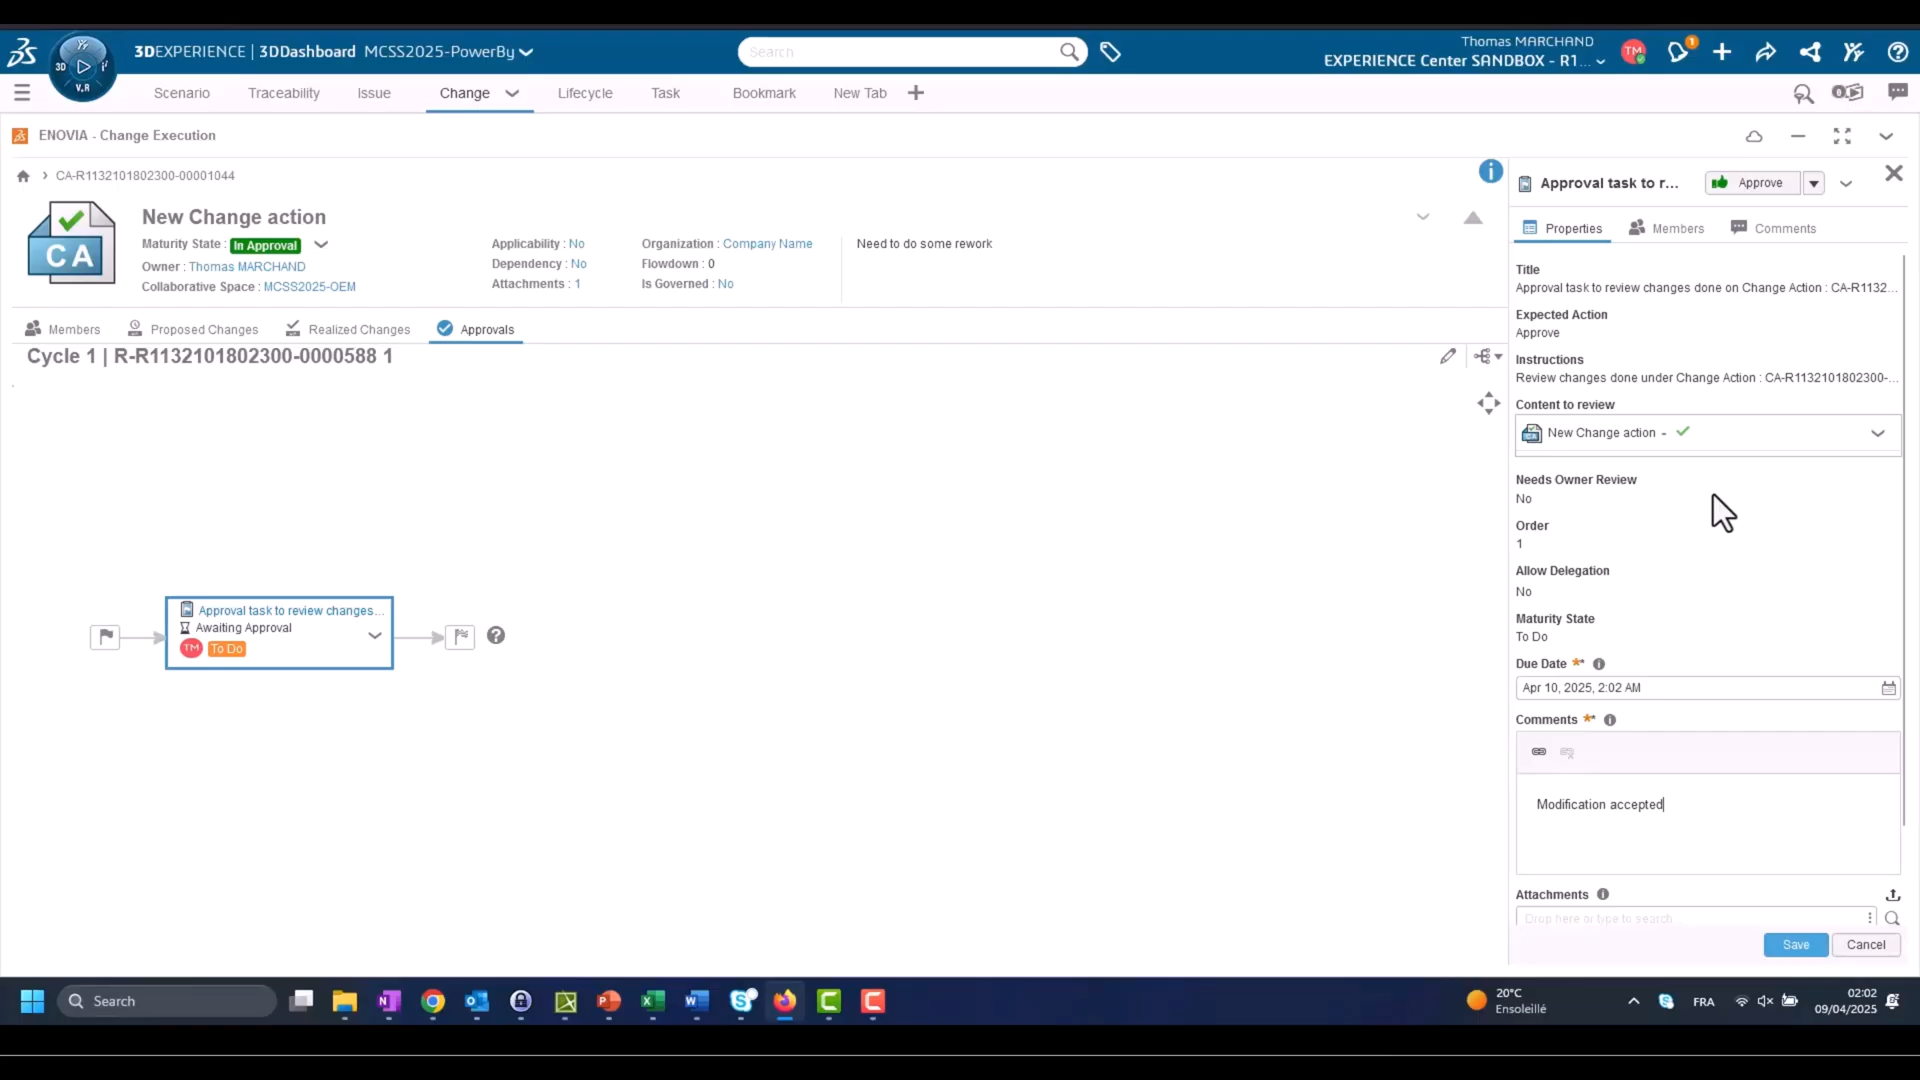 3DEXPERIENCE | 3DDashboard MCSS2025-PowerBy
Search
Thomas MARCHAND
EXPERIENCE Center SANDBOX - R1...
TM
1
3D
V.R
Scenario Traceability Issue Change Lifecycle Task Bookmark New Tab
ENOVIA - Change Execution
CA-R1132101802300-00001044
CA
New Change action
Maturity State : In Approval
Owner : Thomas MARCHAND
Collaborative Space : MCSS2025-OEM
Applicability : No
Dependency : No
Attachments : 1
Organization : Company Name
Flowdown : 0
Is Governed : No
Need to do some rework
Members Proposed Changes Realized Changes Approvals
Cycle 1 | R-R1132101802300-0000588 1
Approval task to review changes...
Awaiting Approval
TM To Do
Approval task to r... Approve
Properties Members Comments
Title
Approval task to review changes done on Change Action : CA-R1132...
Expected Action
Approve
Instructions
Review changes done under Change Action : CA-R1132101802300-...
Content to review
New Change action -
Needs Owner Review
No
Order
1
Allow Delegation
No
Maturity State
To Do
Due Date
Apr 10, 2025, 2:02 AM
Comments
Modification accepted
Attachments
Drop here or type to search...
Save Cancel
Search
20°C
Ensoleillé
FRA
02:02
09/04/2025